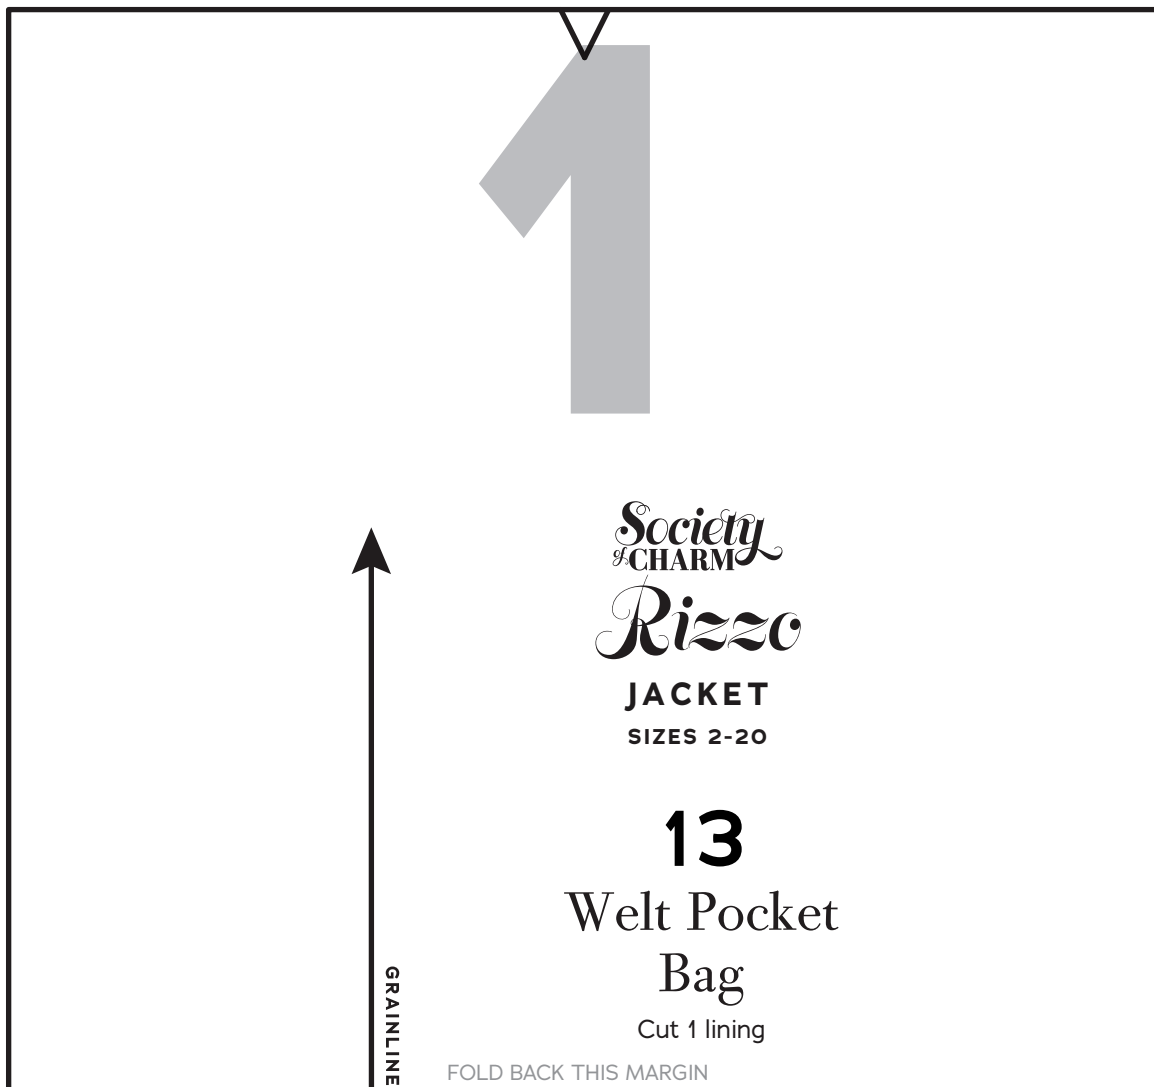 1
Society
of CHARM
Rizzo
JACKET
SIZES 2-20
13
Welt Pocket
Bag
Cut 1 lining
GRAINLINE
FOLD BACK THIS MARGIN